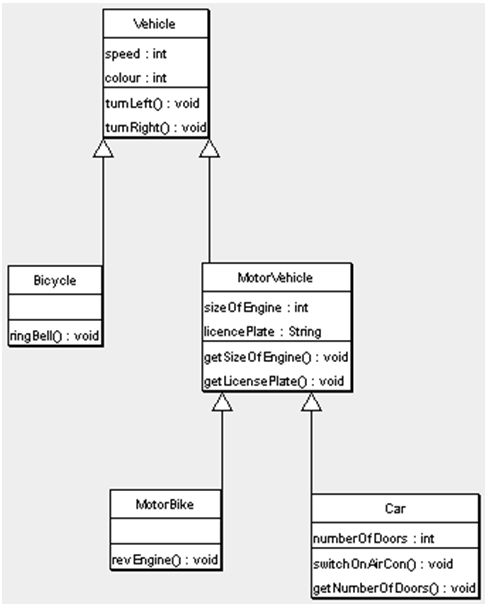 Vehicle
speed : int
colour : int
turnLeft() : void
turnRight() : void
Bicycle
ringBell() : void
MotorVehicle
sizeOfEngine : int
licencePlate : String
getSizeOfEngine() : void
getLicensePlate() : void
MotorBike
revEngine() : void
Car
numberOfDoors : int
switchOnAirCon() : void
getNumberOfDoors() : void